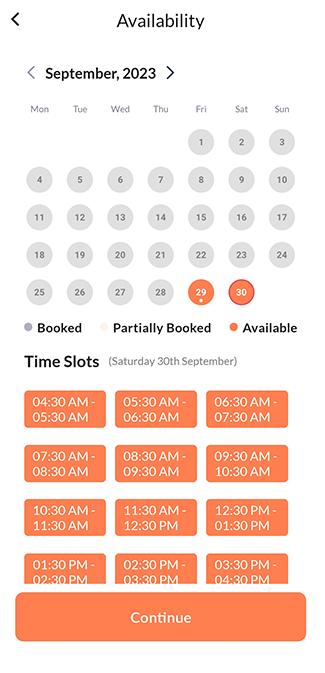 Availability
September, 2023
Mon Tue Wed Thu Fri Sat Sun
1 2 3
4 5 6 7 8 9 10
11 12 13 14 15 16 17
18 19 20 21 22 23 24
25 26 27 28 29 30
Booked Partially Booked Available
Time Slots (Saturday 30th September)
04:30 AM - 05:30 AM - 06:30 AM -
05:30 AM 06:30 AM 07:30 AM
07:30 AM - 08:30 AM - 09:30 AM -
08:30 AM 09:30 AM 10:30 AM
10:30 AM - 11:30 AM - 12:30 PM -
11:30 AM 12:30 PM 01:30 PM
01:30 PM - 02:30 PM - 03:30 PM -
02:30 PM 03:30 PM 04:30 PM
Continue